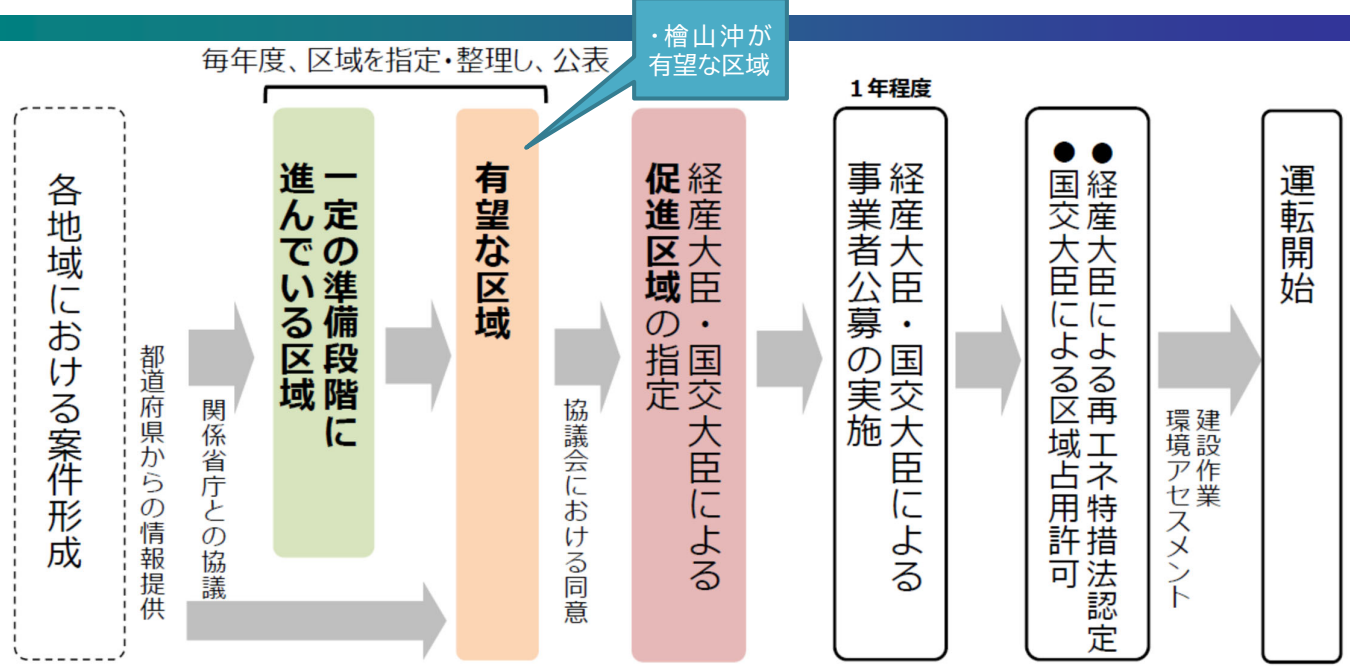 ・檜山沖が
有望な区域
毎年度、区域を指定・整理し、公表
1年程度
各地域における案件形成
都道府県からの情報提供
関係省庁との協議
一定の準備段階に
進んでいる区域
有望な区域
協議会における同意
経産大臣・国交大臣による
促進区域の指定
経産大臣・国交大臣による
事業者公募の実施
●経産大臣による再エネ特措法認定
●国交大臣による区域占用許可
建設作業
環境アセスメント
運転開始